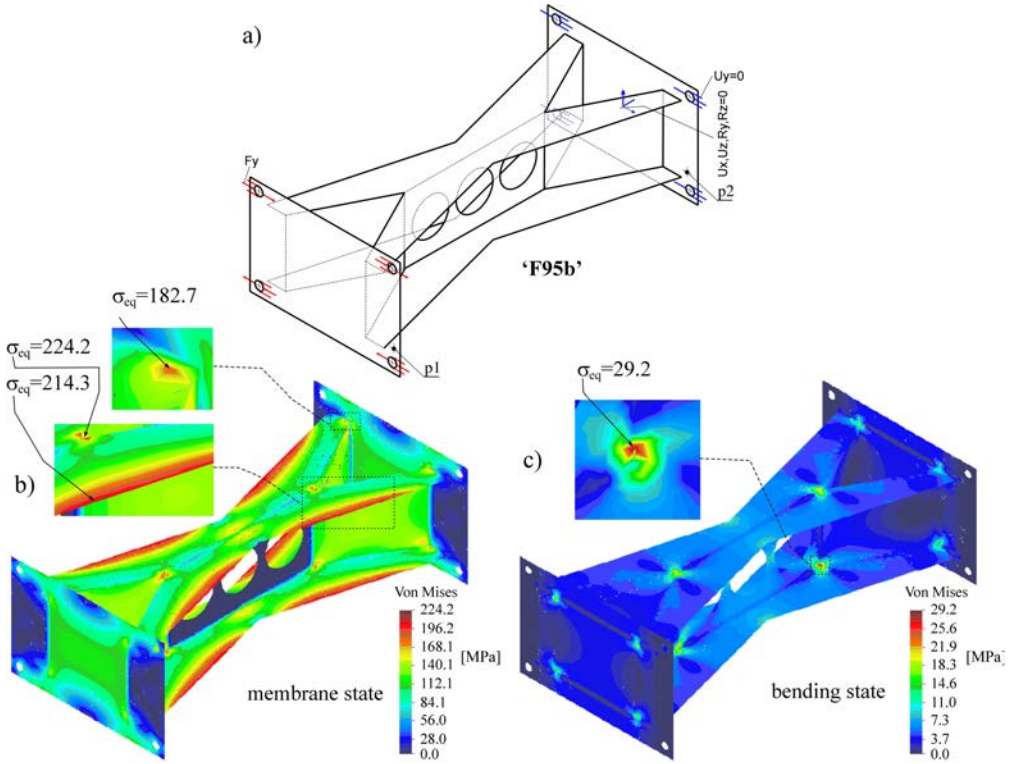 a)
Uy=0
Ux,Uz,Ry,Rz=0
Fy
p2
'F95b'
σeq=182.7
σeq=224.2
σeq=214.3
p1
σeq=29.2
b)
c)
Von Mises
224.2
196.2
168.1
140.1
112.1
84.1
56.0
28.0
0.0
[MPa]
membrane state
Von Mises
29.2
25.6
21.9
18.3
14.6
11.0
7.3
3.7
0.0
[MPa]
bending state